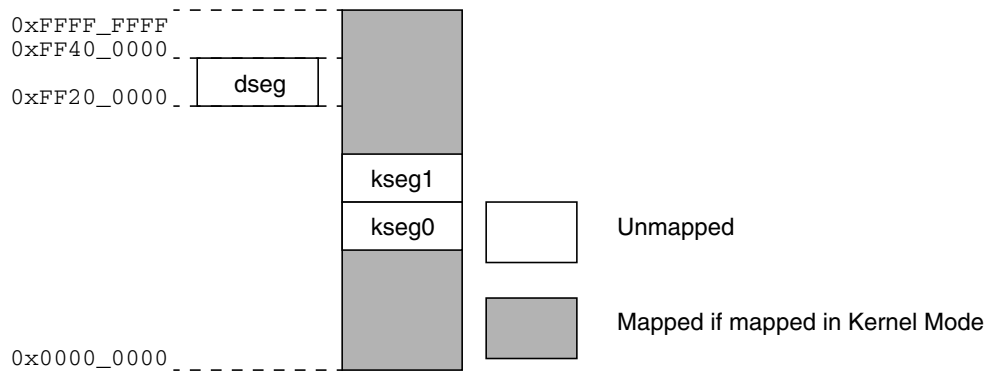 0xFFFF_FFFF
0xFF40_0000
dseg
0xFF20_0000
kseg1
kseg0
Unmapped
Mapped if mapped in Kernel Mode
0x0000_0000